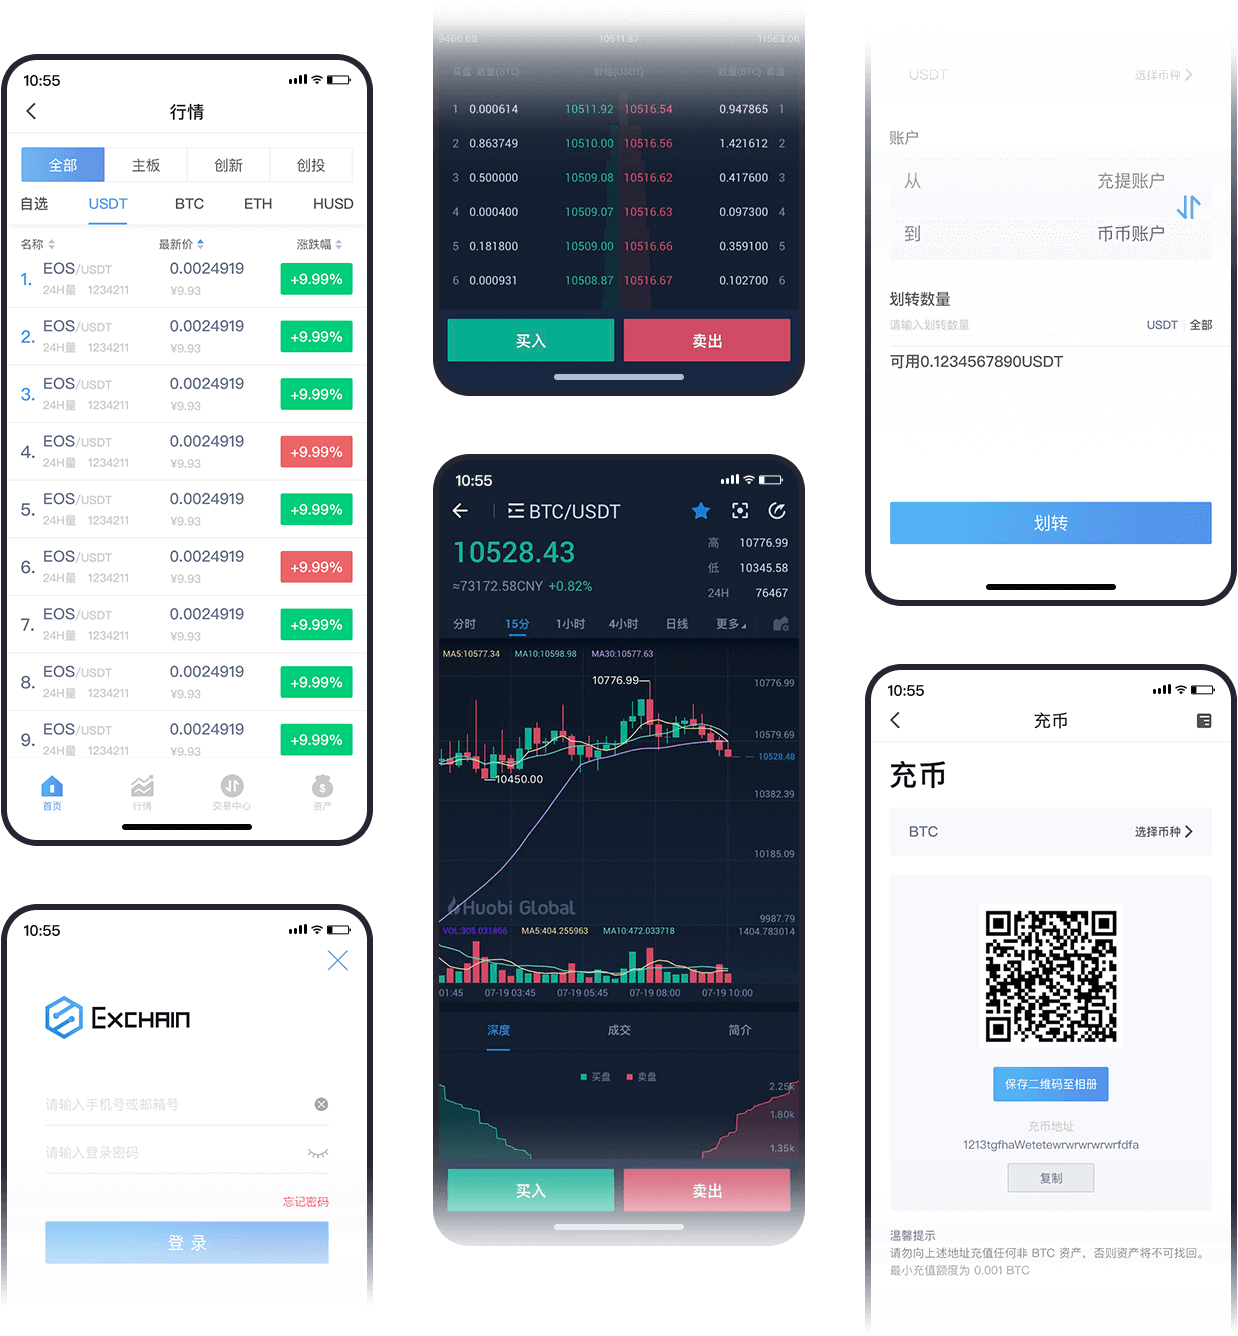 10:55
行情
全部 主板 创新 创投
自选 USDT BTC ETH HUSD
名称 最新价 涨跌幅
1. EOS/USDT 0.0024919 +9.99%
24H量 1234211 ¥9.93
2. EOS/USDT 0.0024919 +9.99%
24H量 1234211 ¥9.93
3. EOS/USDT 0.0024919 +9.99%
24H量 1234211 ¥9.93
4. EOS/USDT 0.0024919 +9.99%
24H量 1234211 ¥9.93
5. EOS/USDT 0.0024919 +9.99%
24H量 1234211 ¥9.93
6. EOS/USDT 0.0024919 +9.99%
24H量 1234211 ¥9.93
7. EOS/USDT 0.0024919 +9.99%
24H量 1234211 ¥9.93
8. EOS/USDT 0.0024919 +9.99%
24H量 1234211 ¥9.93
9. EOS/USDT 0.0024919 +9.99%
24H量 1234211 ¥9.93
首页 行情 交易中心 资产
10:55
EXCHAIN
请输入手机号或邮箱号
请输入登录密码
忘记密码
登 录
9460.68 10511.87 11563.06
买盘 数量(BTC) 价格(USDT) 数量(BTC) 卖盘
1 0.000614 10511.92 10516.54 0.947865 1
2 0.863749 10510.00 10516.56 1.421612 2
3 0.500000 10509.08 10516.62 0.417600 3
4 0.000400 10509.07 10516.63 0.097300 4
5 0.181800 10509.00 10516.66 0.359100 5
6 0.000931 10508.87 10516.67 0.102700 6
买入 卖出
10:55
BTC/USDT
10528.43
≈73172.58CNY +0.82%
高 10776.99
低 10345.58
24H 76467
分时 15分 1小时 4小时 日线 更多
MA5:10577.34 MA10:10598.98 MA30:10577.63
10776.99
10776.99
10579.69
10528.48
10450.00
10382.39
10185.09
Huobi Global
9987.79
VOL:305.031866 MA5:404.255963 MA10:472.033718 1404.783014
01:45 07-19 03:45 07-19 05:45 07-19 08:00 07-19 10:00
深度 成交 简介
买盘 卖盘
2.25k
1.80k
1.35k
买入 卖出
USDT 选择币种
账户
从 充提账户
到 币币账户
划转数量
请输入划转数量 USDT 全部
可用0.1234567890USDT
划转
10:55
充币
充币
BTC 选择币种
保存二维码至相册
充币地址
1213tgfhaWetetewrwrwrwrwrfdfa
复制
温馨提示
请勿向上述地址充值任何非 BTC 资产，否则资产将不可找回。
最小充值额度为 0.001 BTC